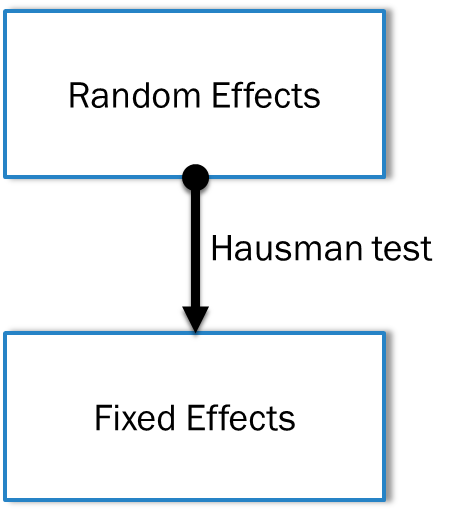 Random Effects
Hausman test
Fixed Effects